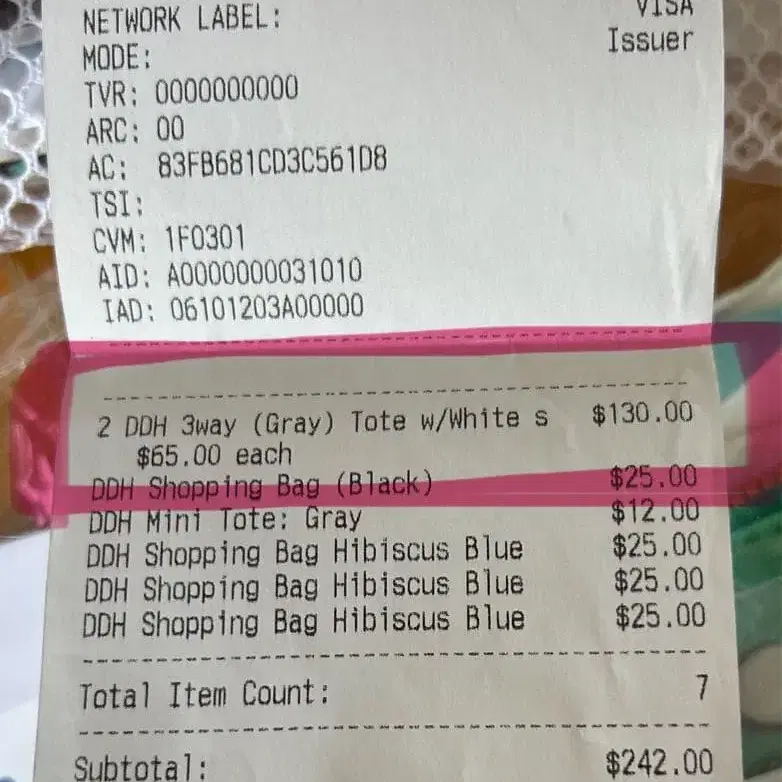 NETWORK LABEL: VISA
MODE: Issuer
TVR: 0000000000
ARC: 00
AC: 83FB681CD3C561D8
TSI:
CVM: 1F0301
AID: A0000000031010
IAD: 06101203A00000
2 DDH 3way (Gray) Tote w/White s $130.00
$65.00 each
DDH Shopping Bag (Black) $25.00
DDH Mini Tote: Gray $12.00
DDH Shopping Bag Hibiscus Blue $25.00
DDH Shopping Bag Hibiscus Blue $25.00
DDH Shopping Bag Hibiscus Blue $25.00
Total Item Count: 7
Subtotal: $242.00